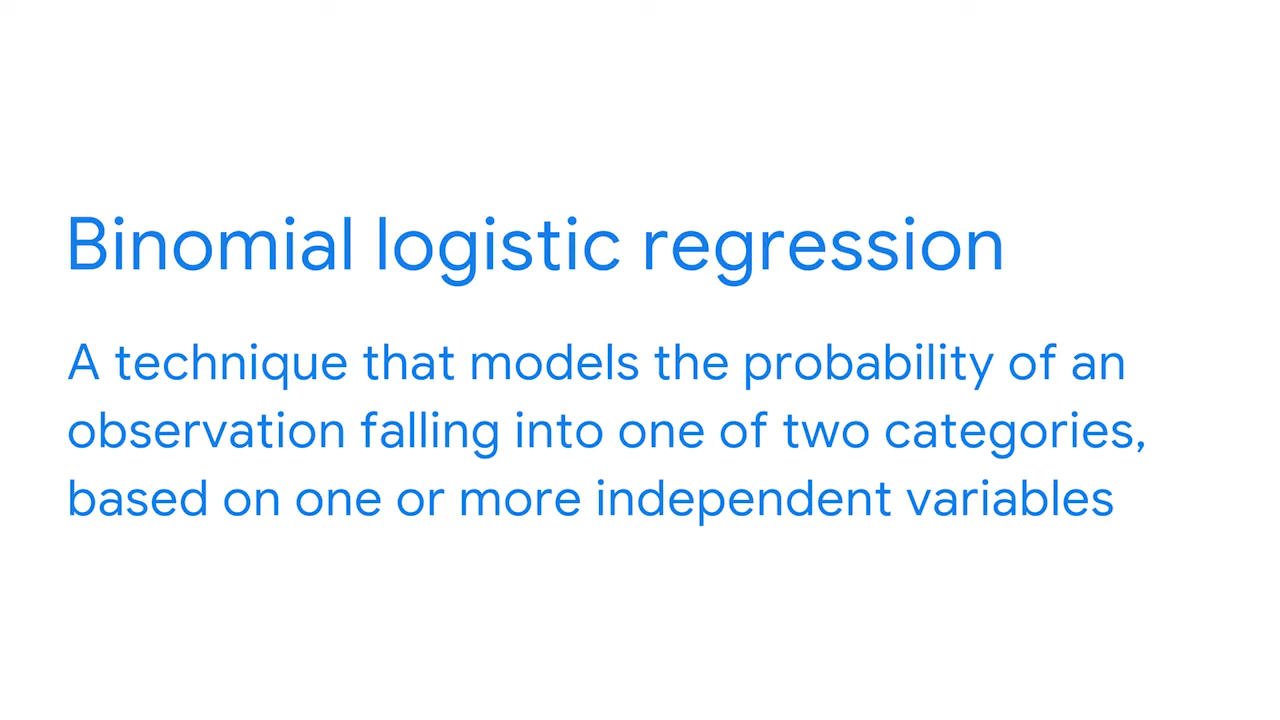 Binomial logistic regression
A technique that models the probability of an
observation falling into one of two categories,
based on one or more independent variables